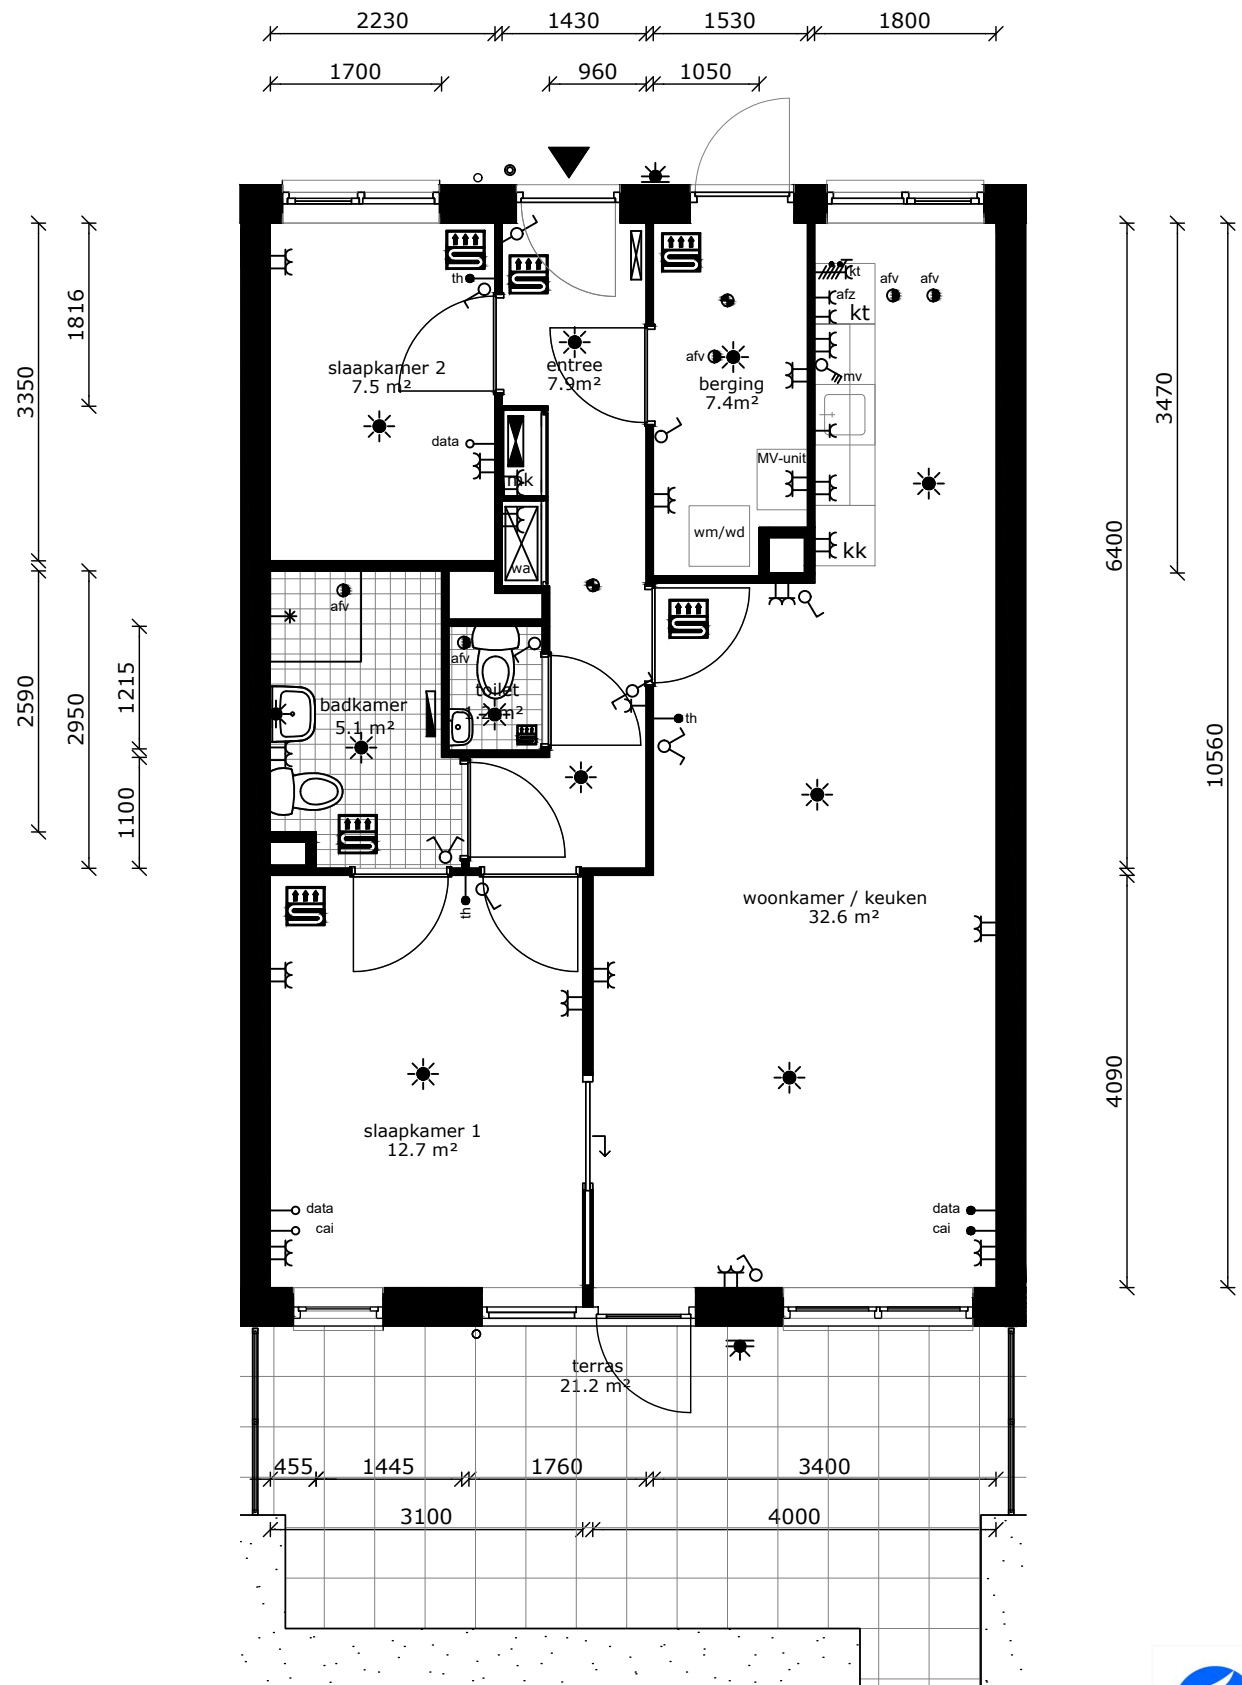 2230 1430 1530 1800
1700 960 1050
th
kt
afv afv
afz
kt
1816
3350
slaapkamer 2
7.5 m²
entree
7.9m²
afv
berging
7.4m²
mv
3470
data
MV-unit
mk
wm/wd
wa
kk
6400
afv
2590
2950
1215
afv
toilet
badkamer
5.1 m²
th
10560
1100
th
woonkamer / keuken
32.6 m²
4090
slaapkamer 1
12.7 m²
data
cai
data
cai
terras
21.2 m²
455 1445 1760 3400
3100 4000